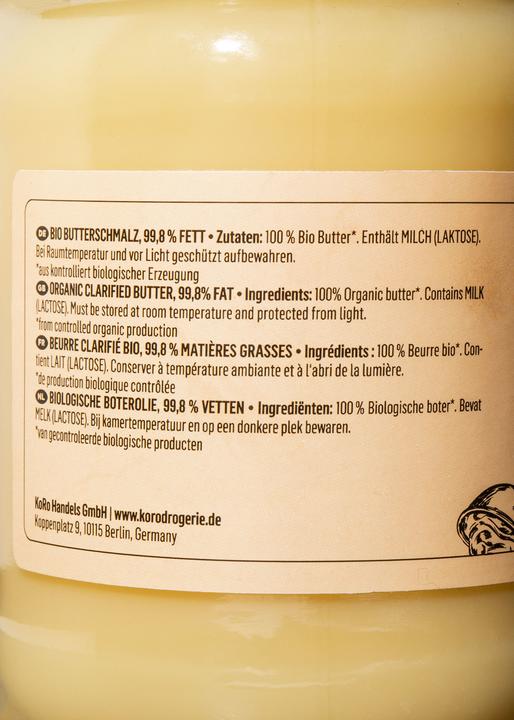 DE BIO BUTTERSCHMALZ, 99,8 % FETT • Zutaten: 100 % Bio Butter*. Enthält MILCH (LAKTOSE).
Bei Raumtemperatur und vor Licht geschützt aufbewahren.
*aus kontrolliert biologischer Erzeugung
GB ORGANIC CLARIFIED BUTTER, 99,8% FAT • Ingredients: 100% Organic butter*. Contains MILK
(LACTOSE). Must be stored at room temperature and protected from light.
*from controlled organic production
FR BEURRE CLARIFIÉ BIO, 99,8 % MATIÈRES GRASSES • Ingrédients : 100 % Beurre bio*. Con-
tient LAIT (LACTOSE). Conserver à température ambiante et à l'abri de la lumière.
*de production biologique contrôlée
NL BIOLOGISCHE BOTEROLIE, 99,8 % VETTEN • Ingrediënten: 100 % Biologische boter*. Bevat
MELK (LACTOSE). Bij kamertemperatuur en op een donkere plek bewaren.
*van gecontroleerde biologische producten
KoRo Handels GmbH | www.korodrogerie.de
Koppenplatz 9, 10115 Berlin, Germany